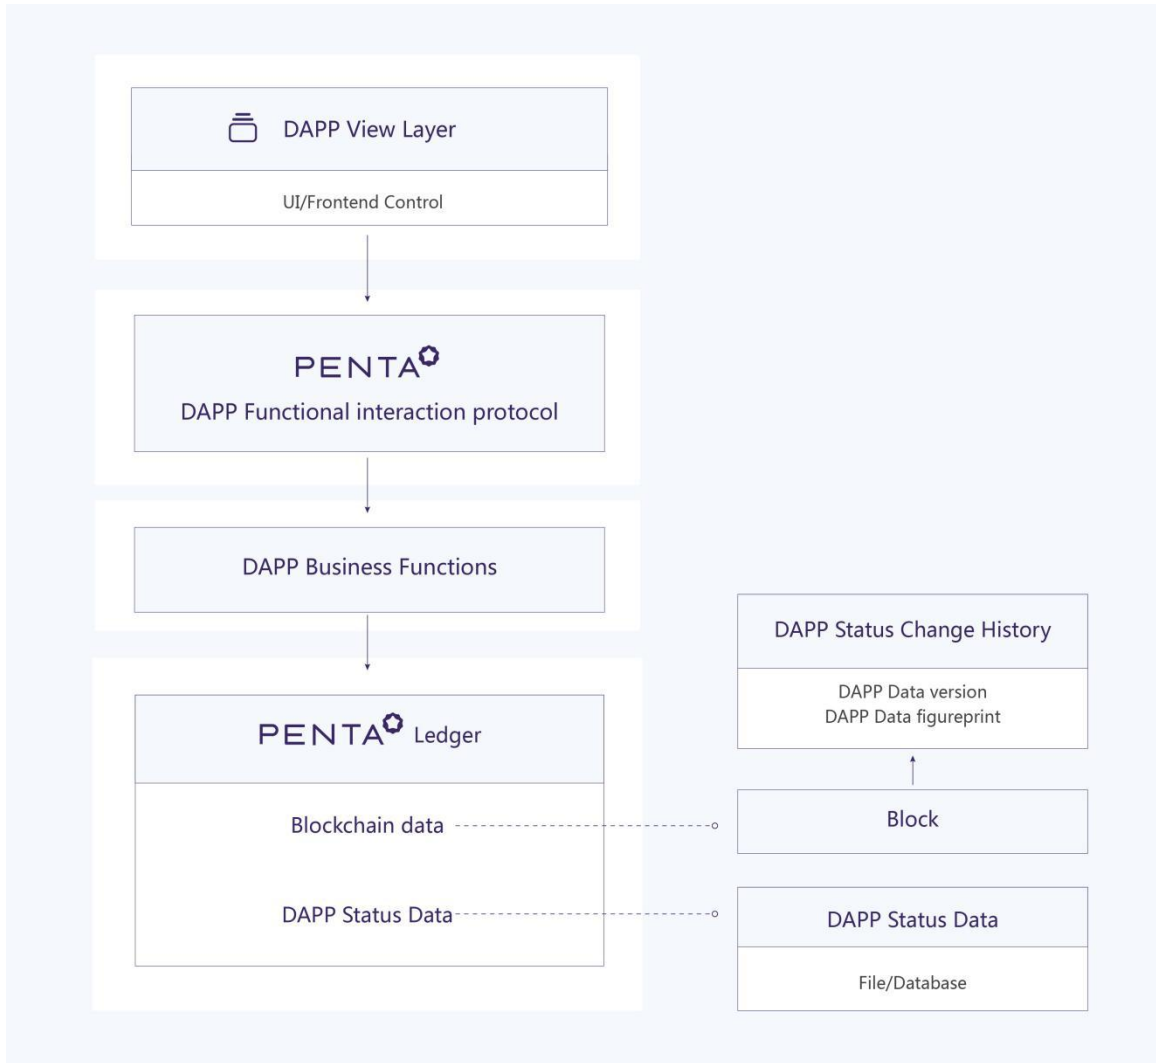 DAPP View Layer
UI/Frontend Control
PENTA
DAPP Functional interaction protocol
DAPP Business Functions
PENTA Ledger
Blockchain data
DAPP Status Data
DAPP Status Change History
DAPP Data version
DAPP Data figureprint
Block
DAPP Status Data
File/Database